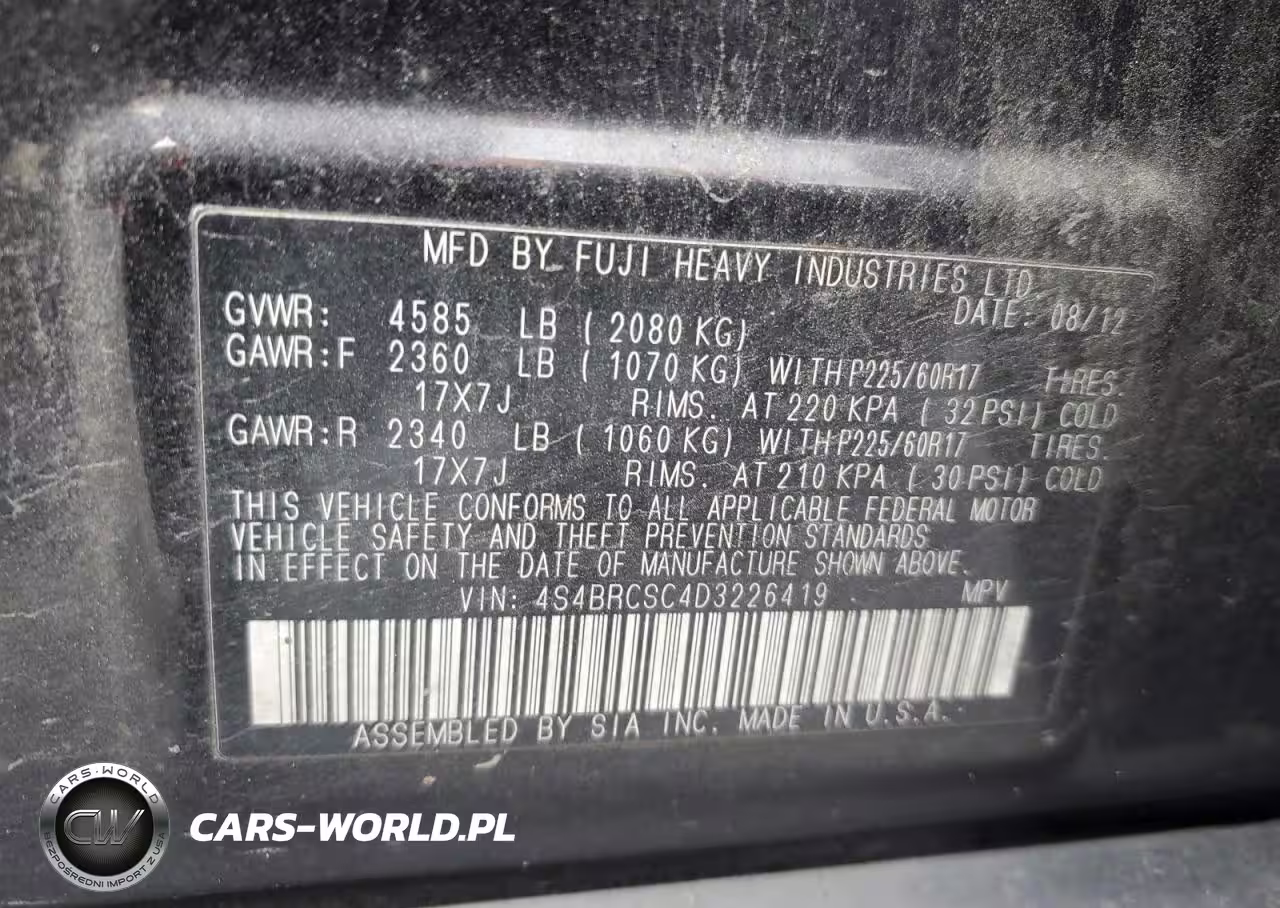 MFD BY FUJI HEAVY INDUSTRIES LTD
DATE: 08/12
GVWR: 4585 LB ( 2080 KG)
GAWR:F 2360 LB ( 1070 KG) WITH P225/60R17 TIRES.
17X7J RIMS. AT 220 KPA ( 32 PSI) COLD
GAWR:R 2340 LB ( 1060 KG) WITH P225/60R17 TIRES.
17X7J RIMS. AT 210 KPA ( 30 PSI) COLD
THIS VEHICLE CONFORMS TO ALL APPLICABLE FEDERAL MOTOR
VEHICLE SAFETY AND THEFT PREVENTION STANDARDS
IN EFFECT ON THE DATE OF MANUFACTURE SHOWN ABOVE.
VIN: 4S4BRCSC4D3226419 MPV
ASSEMBLED BY SIA INC. MADE IN U.S.A.
CARS-WORLD
CW
BEZPOŚREDNI IMPORT Z USA
CARS-WORLD.PL